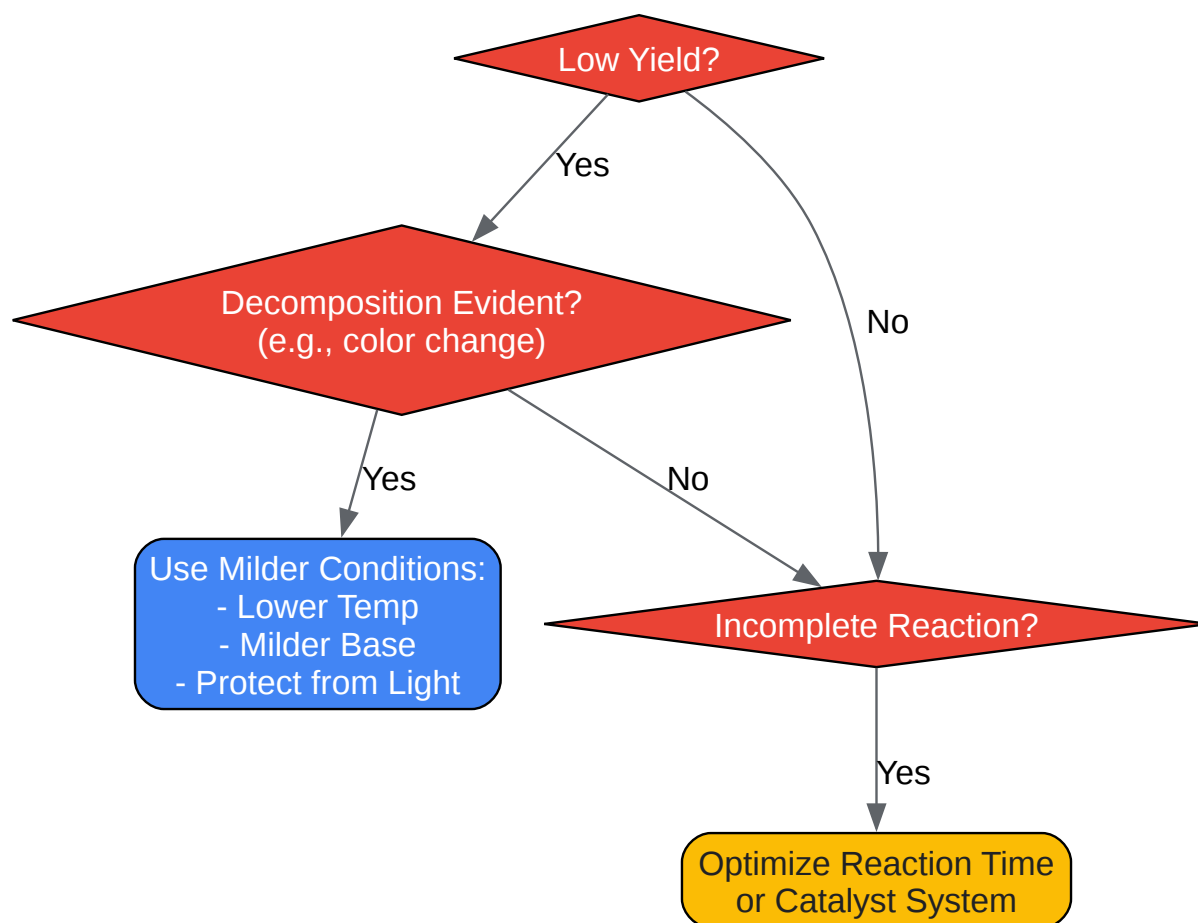 Low Yield?
Yes
Decomposition Evident?
(e.g., color change)
No
Yes
No
Use Milder Conditions:
- Lower Temp
- Milder Base
- Protect from Light
Incomplete Reaction?
Yes
Optimize Reaction Time
or Catalyst System